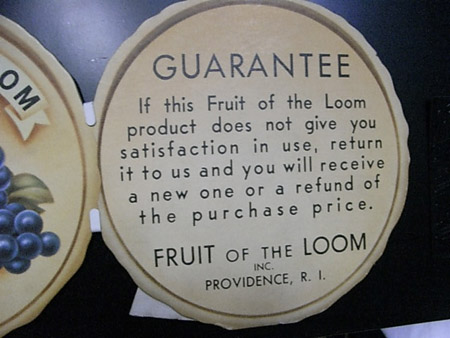 OM
GUARANTEE
If this Fruit of the Loom
product does not give you
satisfaction in use, return
it to us and you will receive
a new one or a refund of
the purchase price.
FRUIT OF THE LOOM
INC.
PROVIDENCE, R. I.